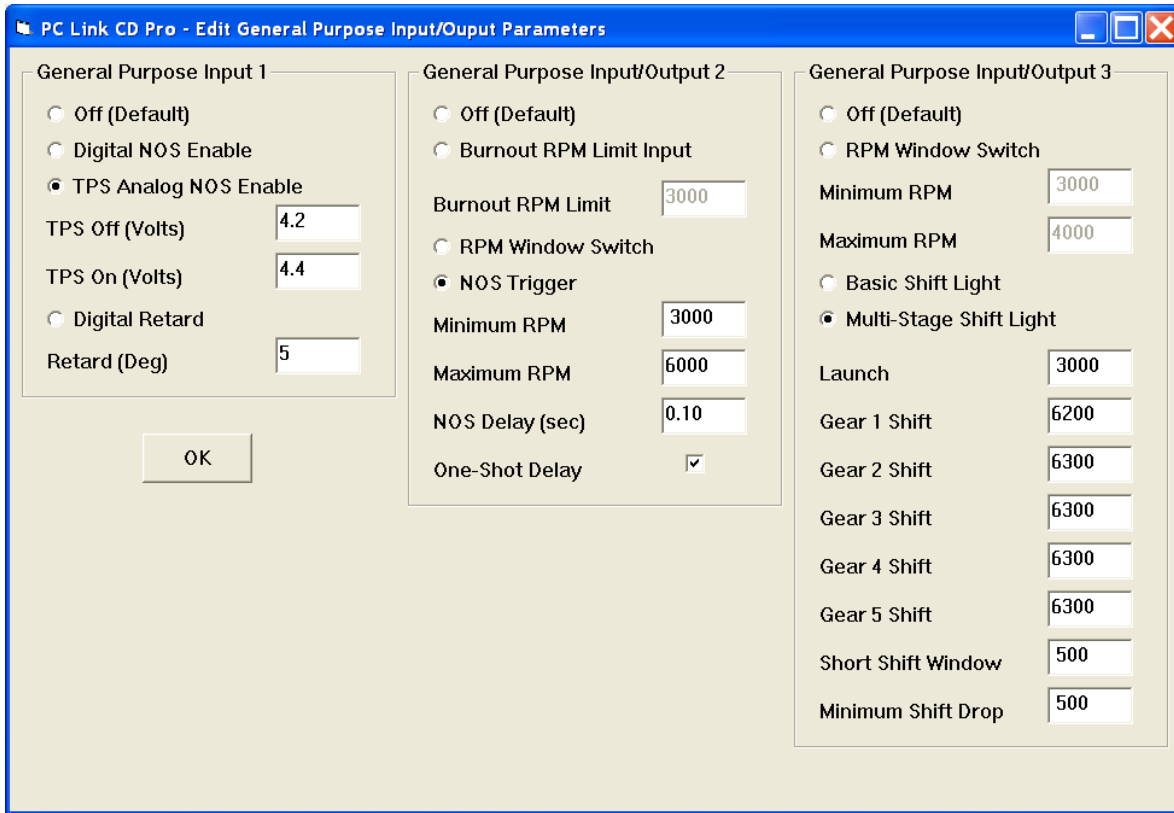 PC Link CD Pro - Edit General Purpose Input/Ouput Parameters
General Purpose Input 1
Off (Default)
Digital NOS Enable
TPS Analog NOS Enable
TPS Off (Volts) 4.2
TPS On (Volts) 4.4
Digital Retard
Retard (Deg) 5
OK
General Purpose Input/Output 2
Off (Default)
Burnout RPM Limit Input
Burnout RPM Limit 3000
RPM Window Switch
NOS Trigger
Minimum RPM 3000
Maximum RPM 6000
NOS Delay (sec) 0.10
One-Shot Delay
General Purpose Input/Output 3
Off (Default)
RPM Window Switch
Minimum RPM 3000
Maximum RPM 4000
Basic Shift Light
Multi-Stage Shift Light
Launch 3000
Gear 1 Shift 6200
Gear 2 Shift 6300
Gear 3 Shift 6300
Gear 4 Shift 6300
Gear 5 Shift 6300
Short Shift Window 500
Minimum Shift Drop 500